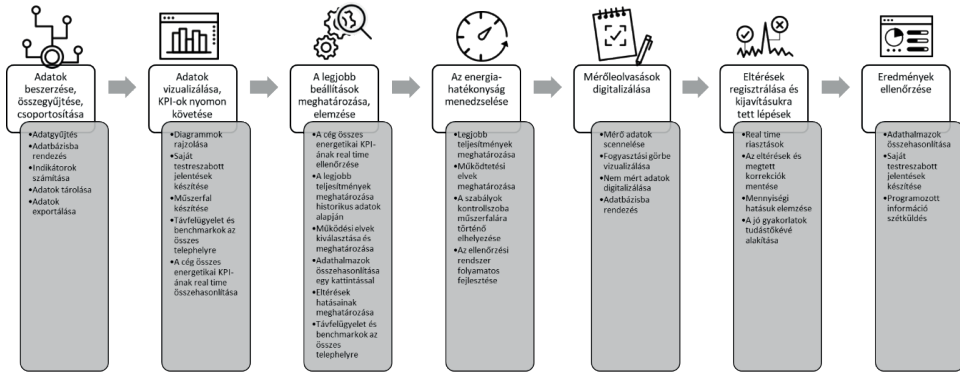 Adatok
beszerzése,
összegyűjtése,
csoportosítása
•Adatgyűjtés
•Adatbázisba
rendezés
•Indikátorok
számítása
•Adatok tárolása
•Adatok
exportálása
Adatok
vizualizálása,
KPI-ok nyomon
követése
•Diagrammok
rajzolása
•Saját
testreszabott
jelentések
készítése
•Műszerfal
készítése
•Távfelügyelet és
benchmarkok az
összes
telephelyre
•A cég összes
energetikai KPI-
ának real time
összehasonlítása
A legjobb
beállítások
meghatározása,
elemzése
•A cég összes
energetikai KPI-
ának real time
ellenőrzése
•A legjobb
teljesítmények
meghatározása
historikus adatok
alapján
•Működési elvek
kiválasztása és
meghatározása
•Adathalmazok
összehasonlítása
egy kattintással
•Eltérések
hatásainak
meghatározása
•Távfelügyelet és
benchmarkok az
összes
telephelyre
Az energia-
hatékonyság
menedzselése
•Legjobb
teljesítmények
meghatározása
•Működtetési
elvek
meghatározása
•A szabályok
kontrollszoba
műszerfalára
történő
elhelyezése
•Az ellenőrzési
rendszer
folyamatos
fejlesztése
Mérőleolvasások
digitalizálása
•Mérő adatok
scennelése
•Fogyasztási görbe
vizualizálása
•Nem mért adatok
digitalizálása
•Adatbázisba
rendezés
Eltérések
regisztrálása és
kijavításukra
tett lépések
•Real time
riasztások
•Az eltérések és
megtett
korrekciók
mentése
•Mennyiségi
hatásuk elemzése
•A jó gyakorlatok
tudástőkévé
alakítása
Eredmények
ellenőrzése
•Adathalmazok
összehasonlítása
•Saját
testreszabott
jelentések
készítése
•Programozott
információ
szétküldés